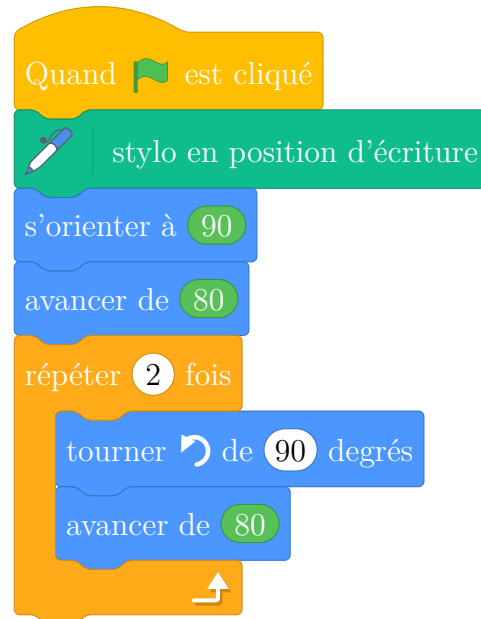 Quand est cliqué
stylo en position d'écriture
s'orienter à 90
avancer de 80
répéter 2 fois
tourner de 90 degrés
avancer de 80